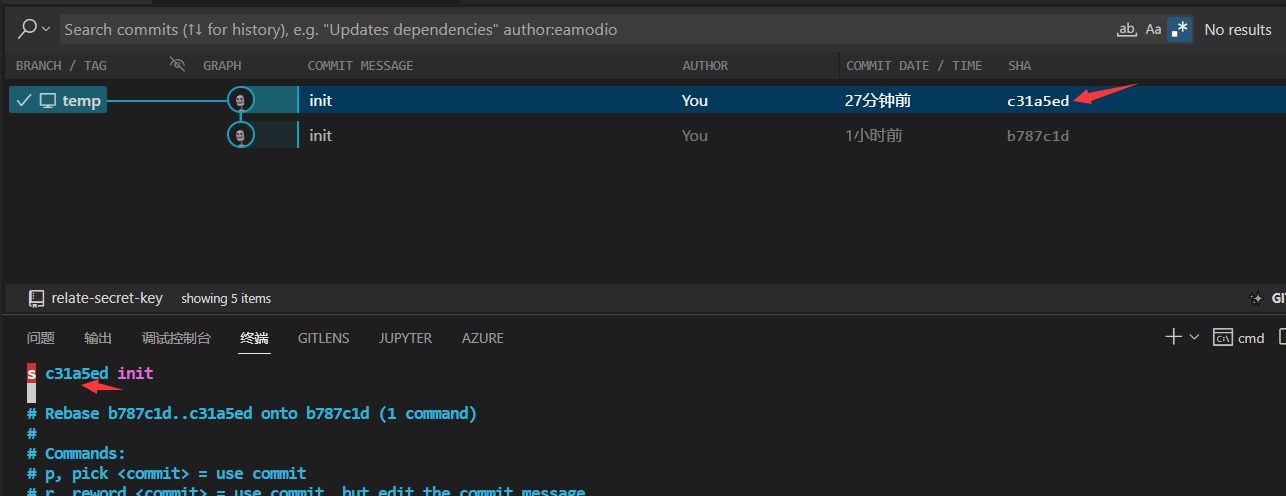 Search commits (↑↓ for history), e.g. "Updates dependencies" author:eamodio ab Aa .* No results
BRANCH / TAG GRAPH COMMIT MESSAGE AUTHOR COMMIT DATE / TIME SHA
temp init You 27分钟前 c31a5ed
init You 1小时前 b787c1d
relate-secret-key showing 5 items GI
问题 输出 调试控制台 终端 GITLENS JUPYTER AZURE cmd
s c31a5ed init
# Rebase b787c1d..c31a5ed onto b787c1d (1 command)
#
# Commands:
# p, pick <commit> = use commit
# r, reword <commit> = use commit, but edit the commit message